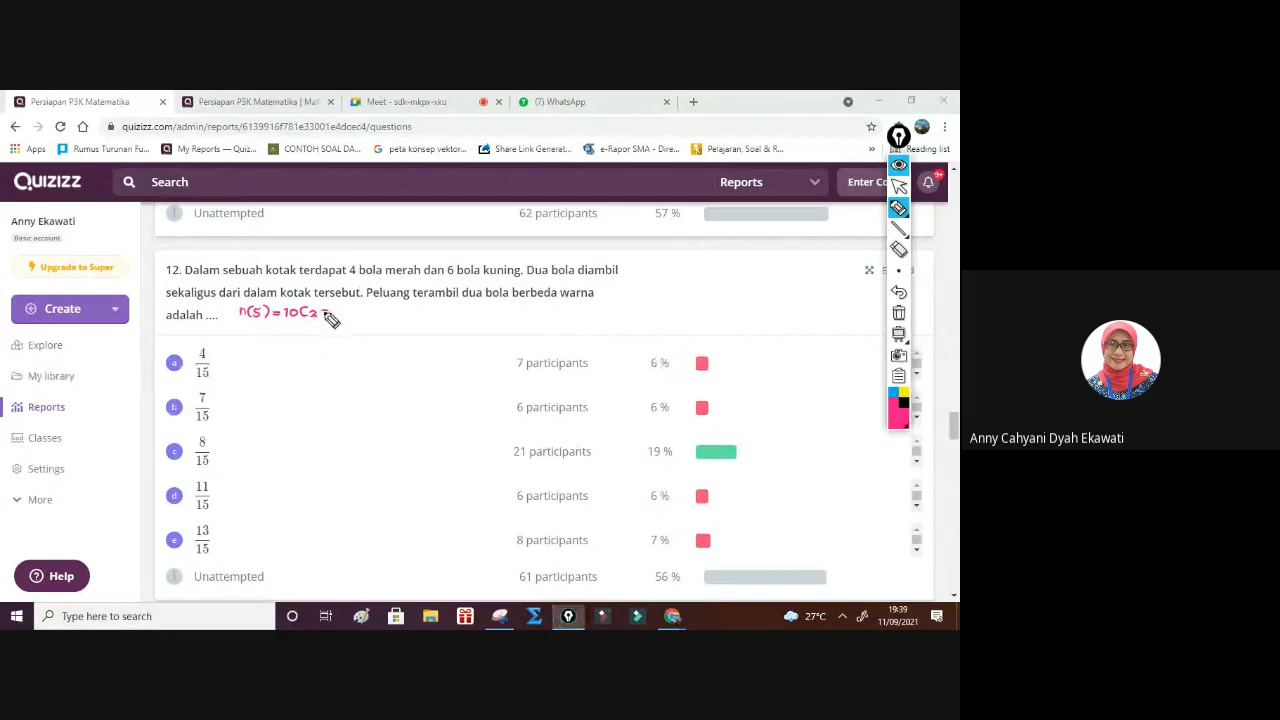 Persiapan P3K Matematika
Persiapan P3K Matematika | Mat
Meet - sdk-mkpx-xku
(7) WhatsApp
quizizz.com/admin/reports/6139916f781e33001e4dcec4/questions
Apps
Rumus Turunan Fu...
My Reports — Quiz...
CONTOH SOAL DA...
peta konsep vektor...
Share Link Generat...
e-Rapor SMA - Dire...
Pelajaran, Soal & R...
»
Reading list
QUIZIZZ
Search
Reports
Enter Co
9+
Anny Ekawati
Basic account
Upgrade to Super
Create
Explore
My library
Reports
Classes
Settings
More
Help
Unattempted 62 participants 57 %
12. Dalam sebuah kotak terdapat 4 bola merah dan 6 bola kuning. Dua bola diambil
sekaligus dari dalam kotak tersebut. Peluang terambil dua bola berbeda warna
adalah .... n(S) = 10C2 =
a 4/15 7 participants 6 %
b 7/15 6 participants 6 %
c 8/15 21 participants 19 %
d 11/15 6 participants 6 %
e 13/15 8 participants 7 %
Unattempted 61 participants 56 %
Type here to search
27°C
19:39
11/09/2021
Anny Cahyani Dyah Ekawati